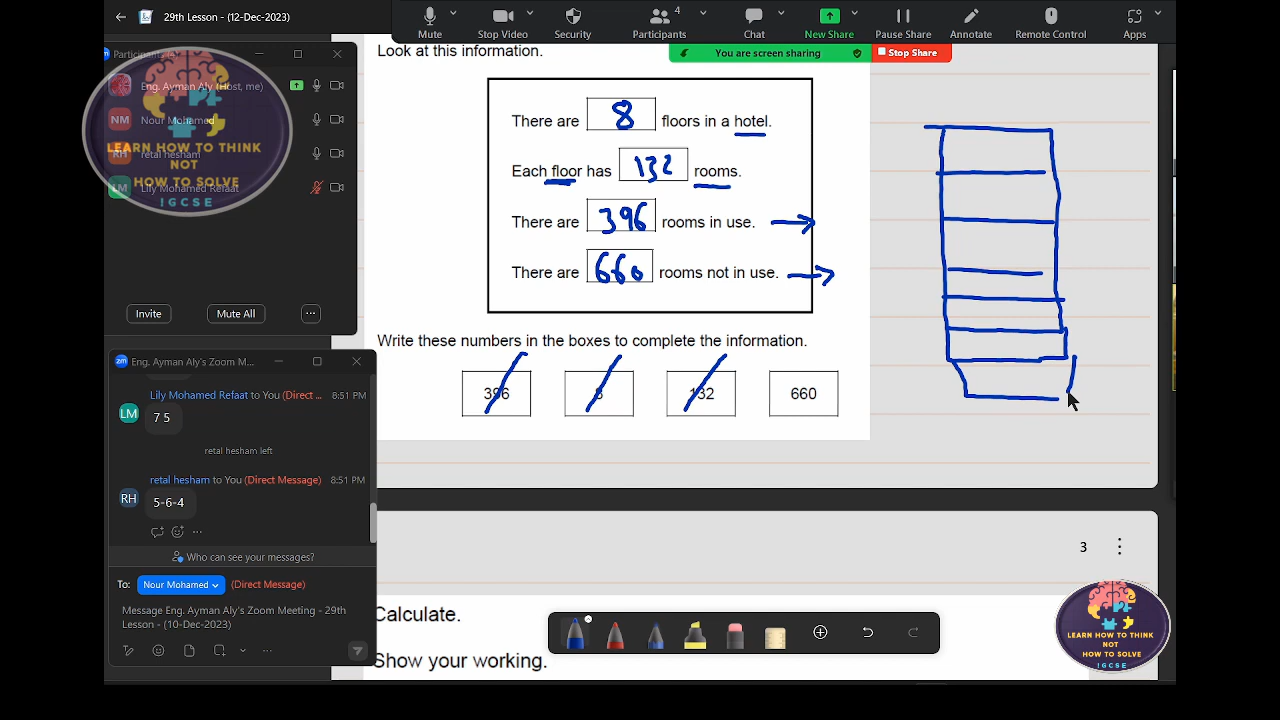 29th Lesson - (12-Dec-2023)
Mute
Stop Video
Security
Participants
4
Chat
New Share
Pause Share
Annotate
Remote Control
Apps
You are screen sharing
Stop Share
Eng. Ayman Aly (Host, me)
NM Nour Mohamed
RH retal hesham
LM Lily Mohamed Refaat
LEARN HOW TO THINK
NOT
HOW TO SOLVE
IGCSE
Invite
Mute All
zm Eng. Ayman Aly's Zoom M...
Lily Mohamed Refaat to You (Direct ... 8:51 PM
LM
7 5
retal hesham left
retal hesham to You (Direct Message) 8:51 PM
RH
5-6-4
Who can see your messages?
To: Nour Mohamed (Direct Message)
Message Eng. Ayman Aly's Zoom Meeting - 29th
Lesson - (10-Dec-2023)
Look at this information.
There are 8 floors in a hotel.
Each floor has 132 rooms.
There are 396 rooms in use.
There are 660 rooms not in use.
Write these numbers in the boxes to complete the information.
396 8 132 660
3
Calculate.
Show your working.
LEARN HOW TO THINK
NOT
HOW TO SOLVE
IGCSE